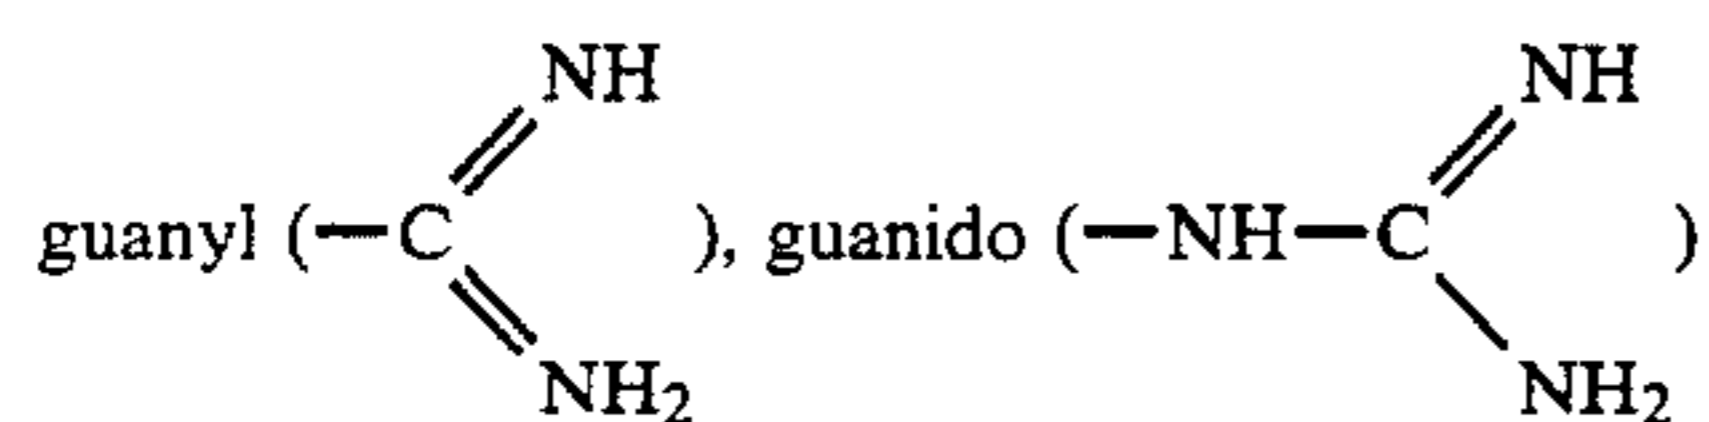 NH NH
guanyl (—C ), guanido (—NH—C )
NH₂ NH₂